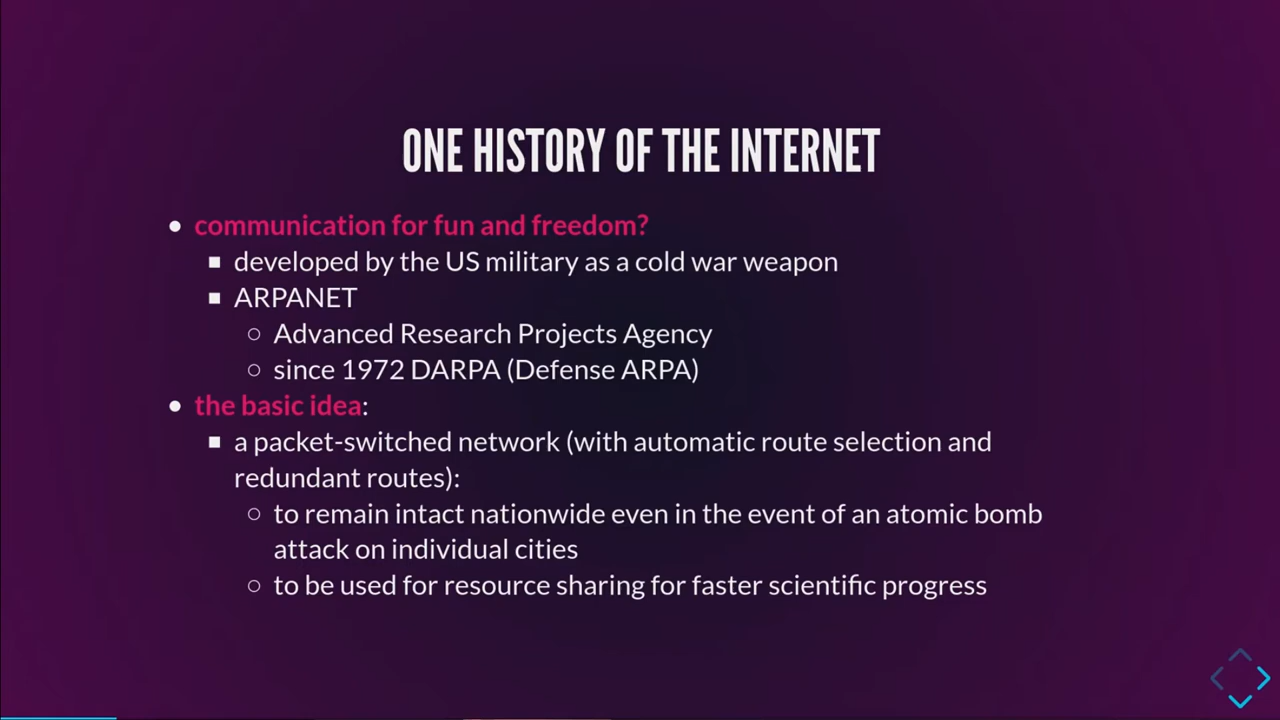 ONE HISTORY OF THE INTERNET
communication for fun and freedom?
developed by the US military as a cold war weapon
ARPANET
Advanced Research Projects Agency
since 1972 DARPA (Defense ARPA)
the basic idea:
a packet-switched network (with automatic route selection and
redundant routes):
to remain intact nationwide even in the event of an atomic bomb
attack on individual cities
to be used for resource sharing for faster scientific progress